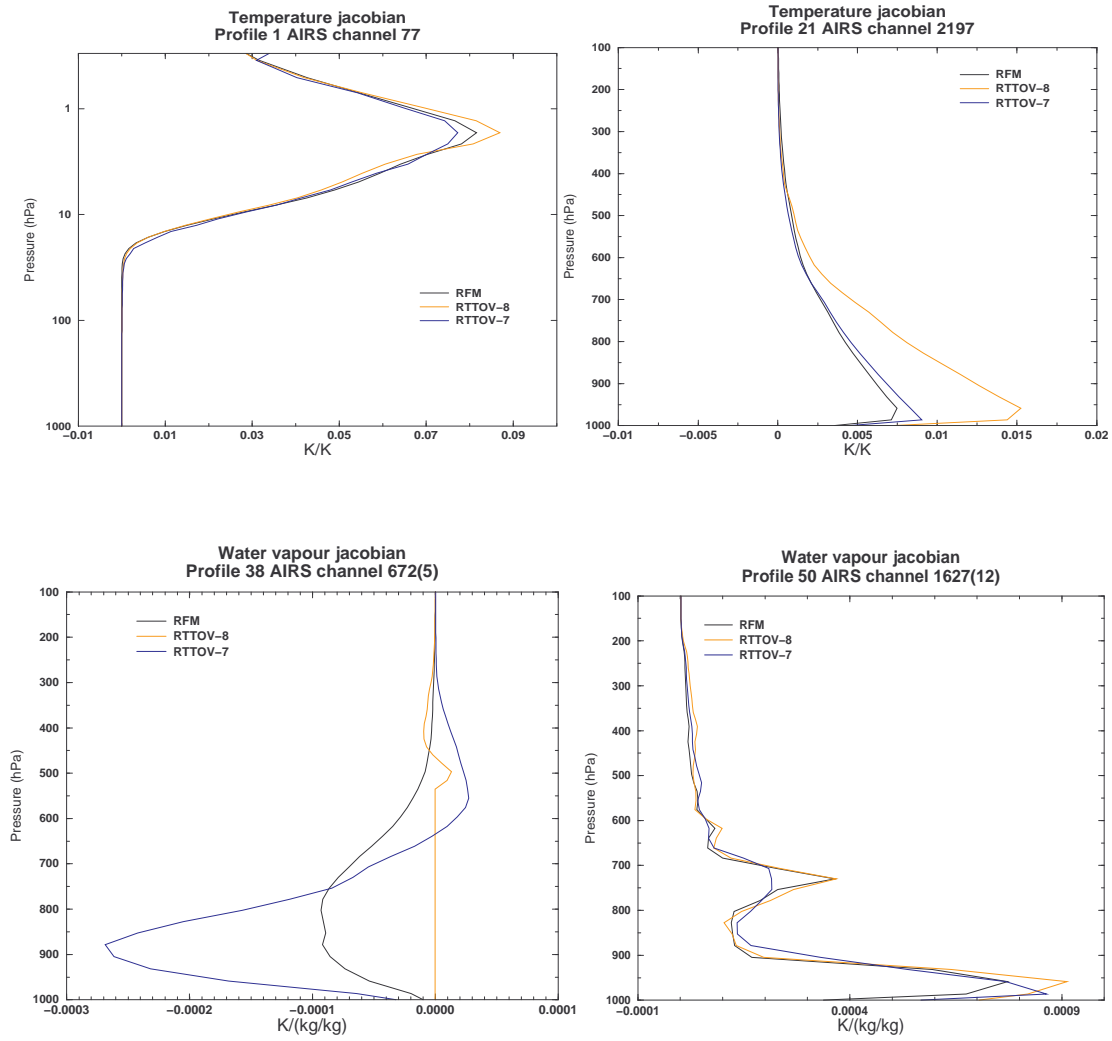 Temperature jacobian
Profile 1 AIRS channel 77
1
10
100
1000
Pressure (hPa)
RFM
RTTOV−8
RTTOV−7
−0.01
0.01
0.03
0.05
0.07
0.09
K/K
Temperature jacobian
Profile 21 AIRS channel 2197
100
200
300
400
500
600
700
800
900
1000
Pressure (hPa)
RFM
RTTOV−8
RTTOV−7
−0.01
−0.005
0
0.005
0.01
0.015
0.02
K/K
Water vapour jacobian
Profile 38 AIRS channel 672(5)
100
200
300
400
500
600
700
800
900
1000
Pressure (hPa)
RFM
RTTOV−8
RTTOV−7
−0.0003
−0.0002
−0.0001
0.0000
0.0001
K/(kg/kg)
Water vapour jacobian
Profile 50 AIRS channel 1627(12)
100
200
300
400
500
600
700
800
900
1000
Pressure (hPa)
RFM
RTTOV−8
RTTOV−7
−0.0001
0.0004
0.0009
K/(kg/kg)